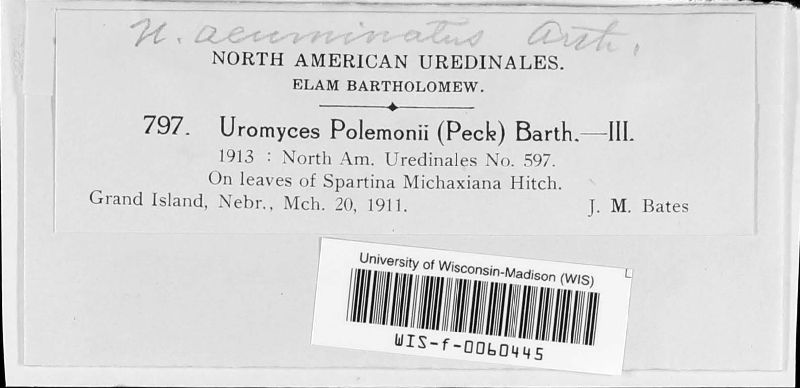 U. acuminatus Arth.
NORTH AMERICAN UREDINALES.
ELAM BARTHOLOMEW.
797. Uromyces Polemonii (Peck) Barth.—III.
1913 : North Am. Uredinales No. 597.
On leaves of Spartina Michaxiana Hitch.
Grand Island, Nebr., Mch. 20, 1911. J. M. Bates
University of Wisconsin-Madison (WIS)
WIS-f-0060445